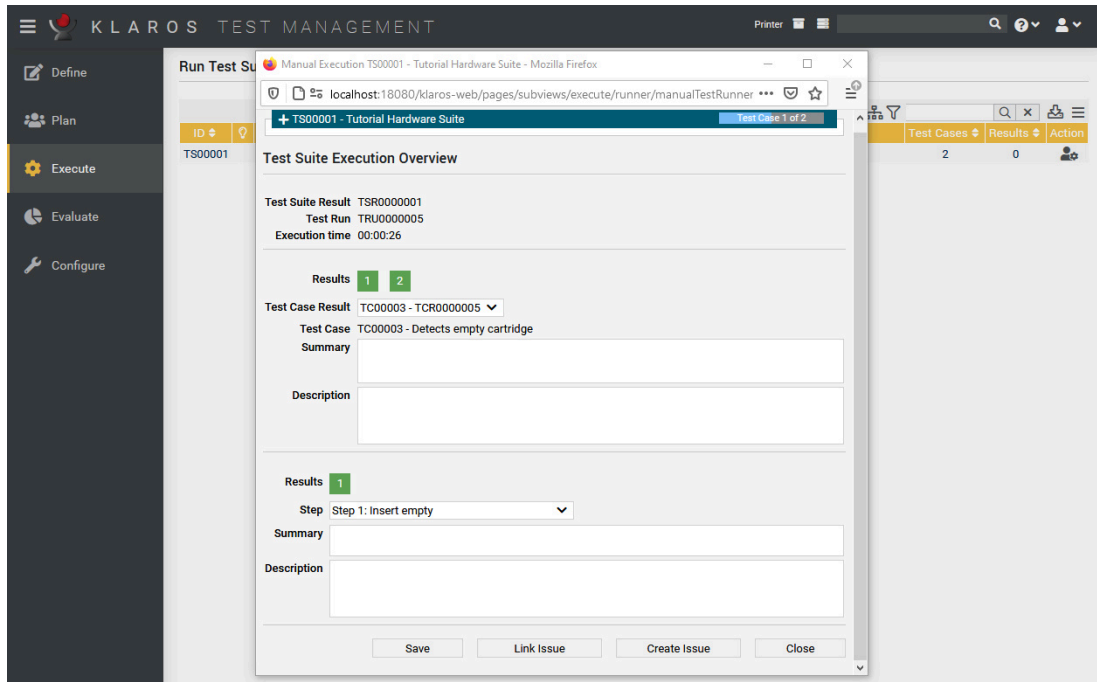 KLAROS TEST MANAGEMENT
Printer
Define
Plan
Execute
Evaluate
Configure
Run Test Su
ID
TS00001
Test Cases Results Action
2 0
Manual Execution TS00001 - Tutorial Hardware Suite - Mozilla Firefox
localhost:18080/klaros-web/pages/subviews/execute/runner/manualTestRunner
TS00001 - Tutorial Hardware Suite
Test Case 1 of 2
Test Suite Execution Overview
Test Suite Result TSR0000001
Test Run TRU0000005
Execution time 00:00:26
Results 1 2
Test Case Result TC00003 - TCR0000005
Test Case TC00003 - Detects empty cartridge
Summary
Description
Results 1
Step Step 1: Insert empty
Summary
Description
Save Link Issue Create Issue Close